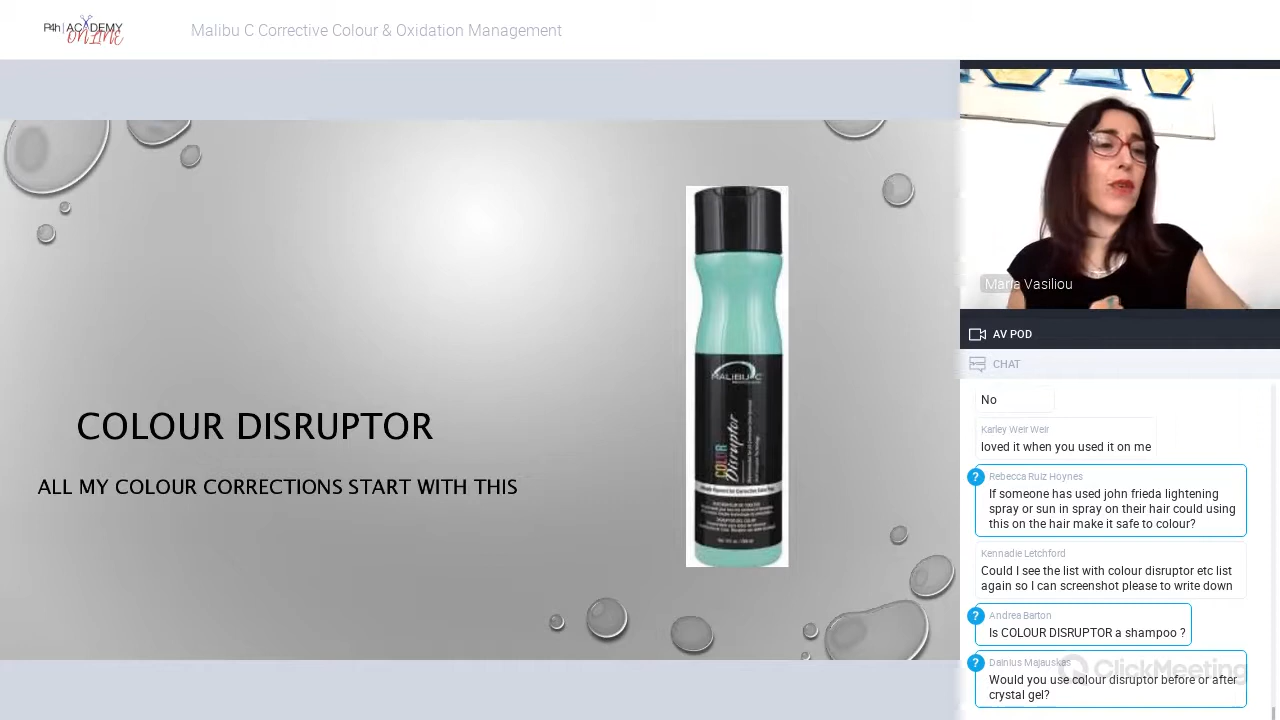 P4h | ACADEMY
ONLINE
Malibu C Corrective Colour & Oxidation Management
COLOUR DISRUPTOR
ALL MY COLOUR CORRECTIONS START WITH THIS
MALIBU C
COLOR
Disruptor
Maria Vasiliou
AV POD
CHAT
No
Karley Weir Weir
loved it when you used it on me
?
Rebecca Ruiz Hoynes
If someone has used john frieda lightening
spray or sun in spray on their hair could using
this on the hair make it safe to colour?
Kennadie Letchford
Could I see the list with colour disruptor etc list
again so I can screenshot please to write down
?
Andrea Barton
Is COLOUR DISRUPTOR a shampoo ?
?
Dainius Majauskas
Would you use colour disruptor before or after
crystal gel?
ClickMeeting